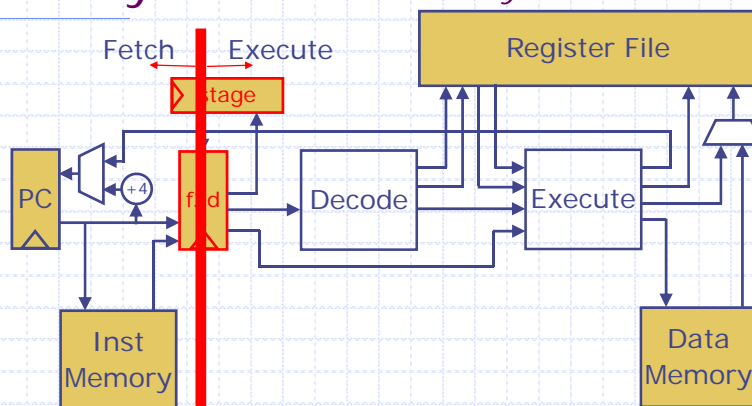 Fetch Execute
Register File
stage
PC
+4
Decode
Execute
Inst
Memory
Data
Memory